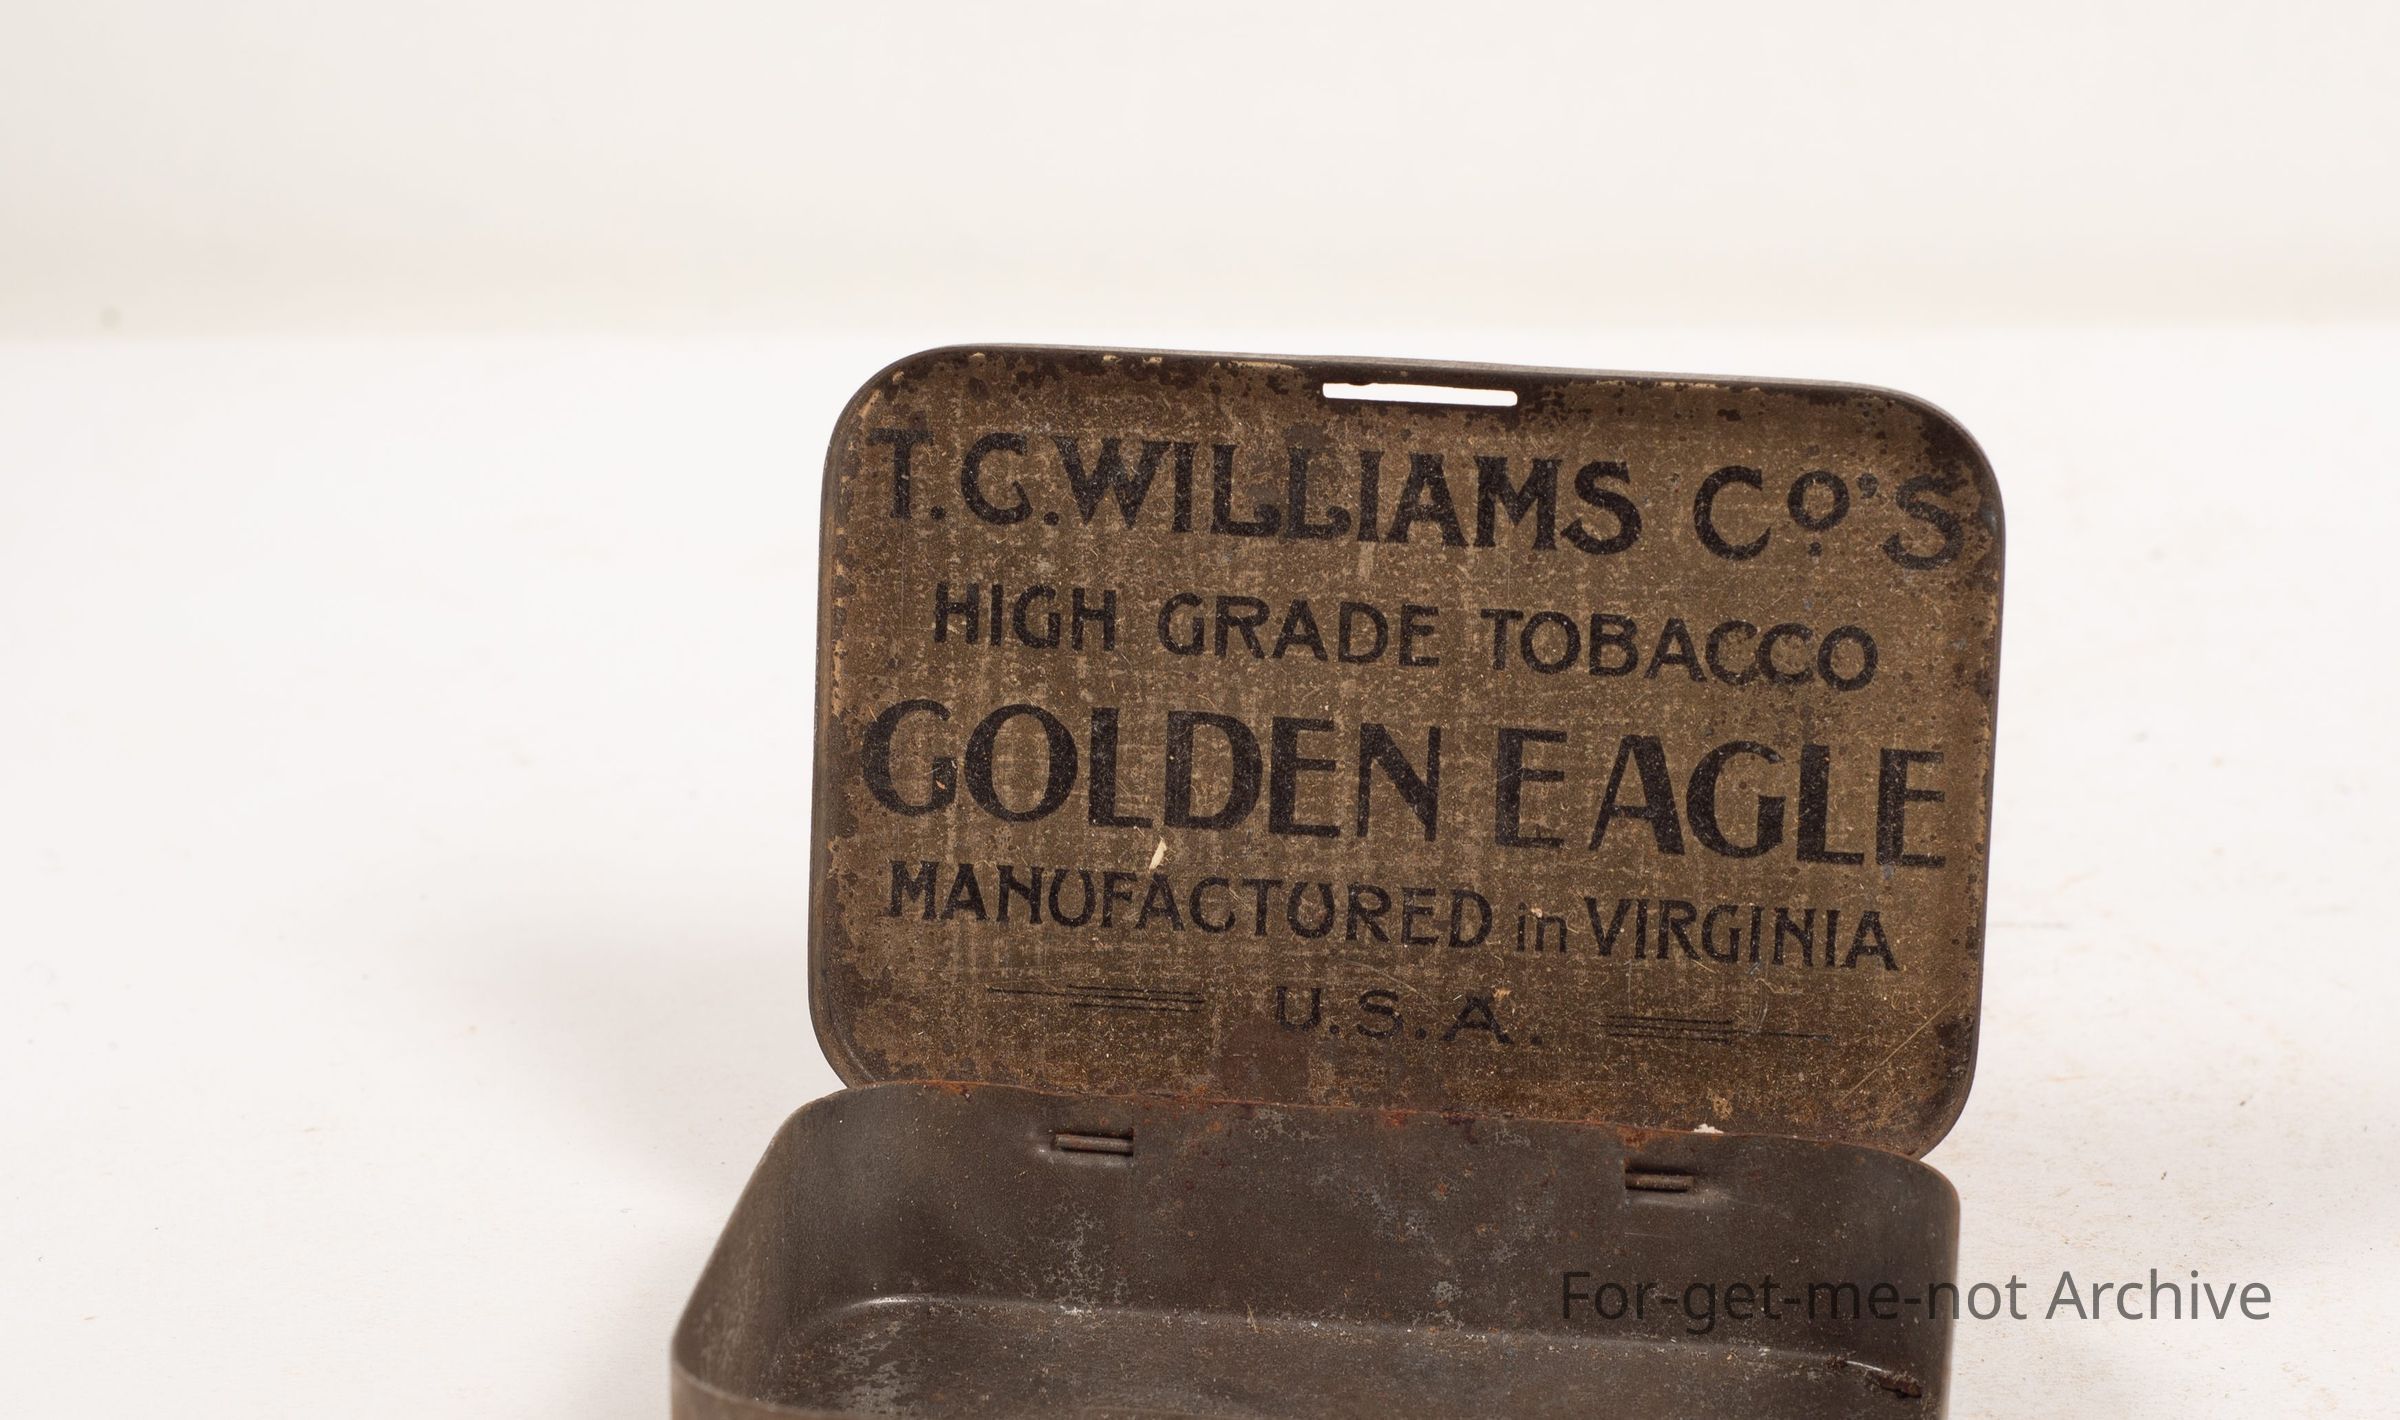 T.C.WILLIAMS Co's
HIGH GRADE TOBACCO
GOLDEN EAGLE
MANUFACTURED in VIRGINIA
U.S.A.
For-get-me-not Archive